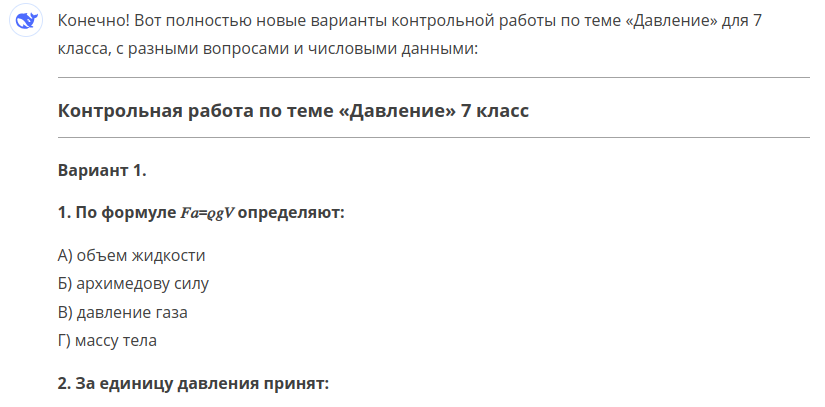 Конечно! Вот полностью новые варианты контрольной работы по теме «Давление» для 7
класса, с разными вопросами и числовыми данными:
Контрольная работа по теме «Давление» 7 класс
Вариант 1.
1. По формуле Fa=ϱgV определяют:
А) объем жидкости
Б) архимедову силу
В) давление газа
Г) массу тела
2. За единицу давления принят: